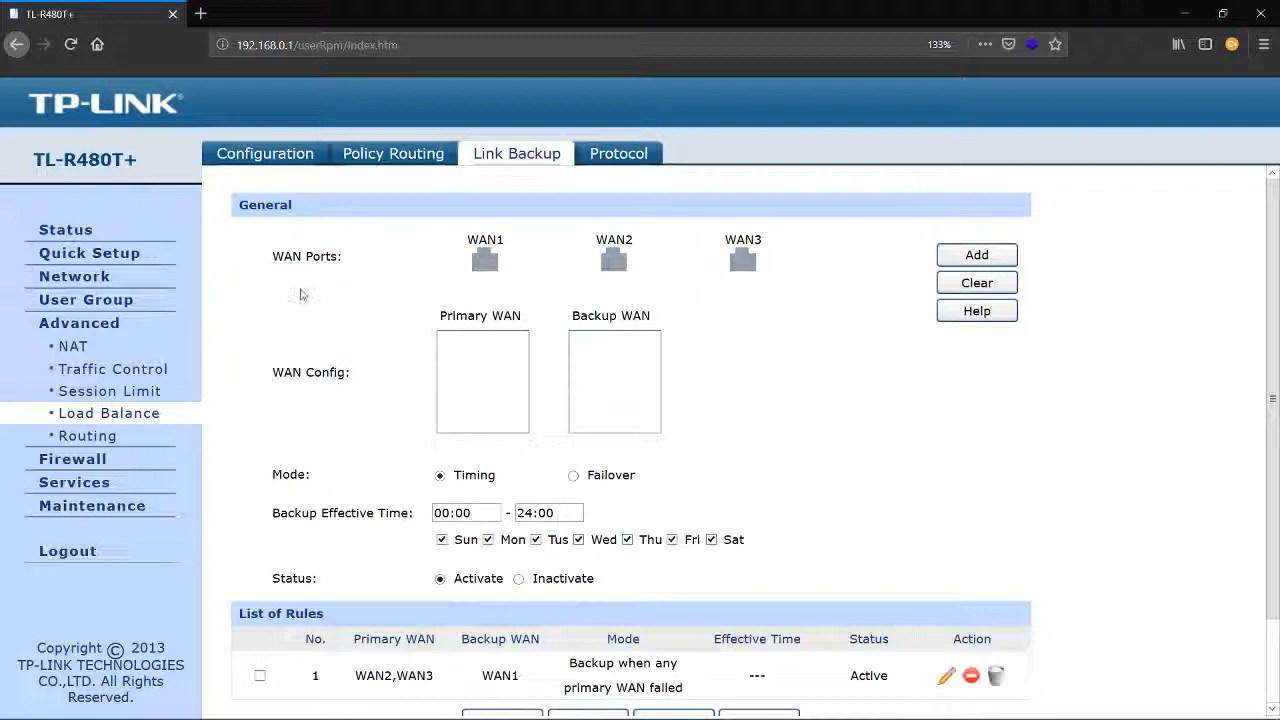 TL-R480T+
192.168.0.1/userRpm/Index.htm
133%
TP-LINK
TL-R480T+
Configuration
Policy Routing
Link Backup
Protocol
Status
Quick Setup
Network
User Group
Advanced
• NAT
• Traffic Control
• Session Limit
• Load Balance
• Routing
Firewall
Services
Maintenance
Logout
Copyright © 2013
TP-LINK TECHNOLOGIES
CO.,LTD. All Rights
Reserved.
General
WAN Ports:
WAN1
WAN2
WAN3
Add
Clear
Help
Primary WAN
Backup WAN
WAN Config:
Mode:
Timing
Failover
Backup Effective Time:
00:00 - 24:00
Sun Mon Tus Wed Thu Fri Sat
Status:
Activate
Inactivate
List of Rules
No. Primary WAN Backup WAN Mode Effective Time Status Action
1 WAN2,WAN3 WAN1 Backup when any --- Active
primary WAN failed